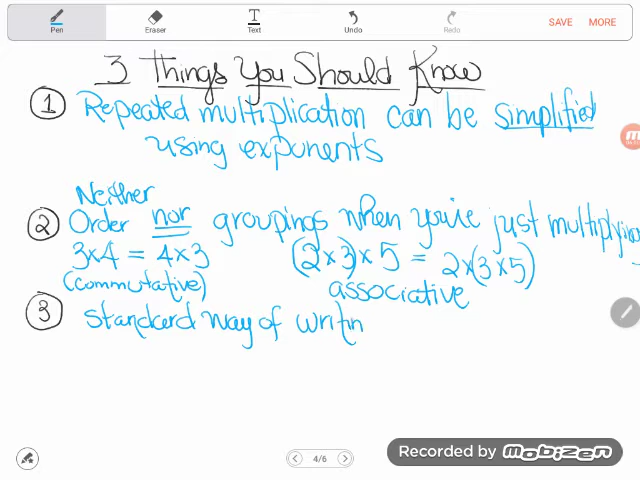 Pen Eraser Text Undo Redo SAVE MORE
3 Things You Should Know
1 Repeated multiplication can be simplified
using exponents
Neither
2 Order nor groupings when you're just multiplying
3x4 = 4x3 (2x3)x5 = 2x(3x5)
(commutative) associative
3 Standard way of writin
4/6
Recorded by mobizen